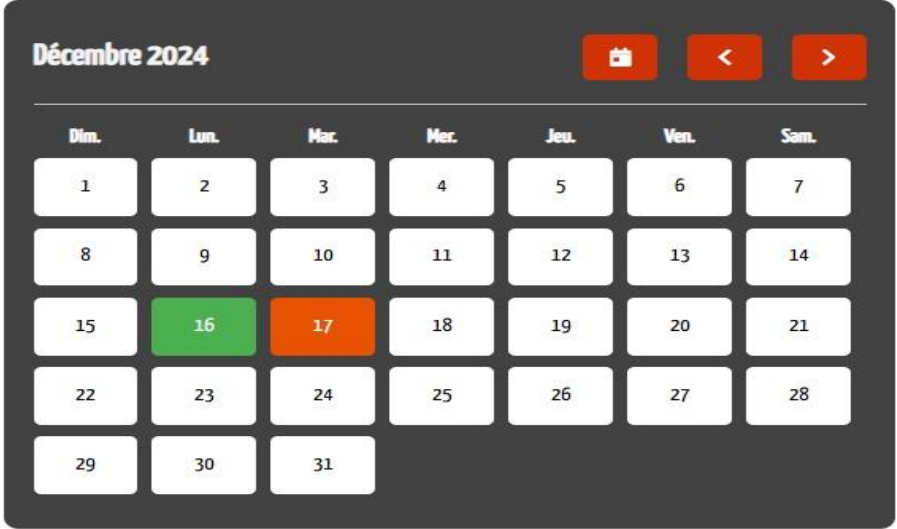 Décembre 2024
Dim. Lun. Mar. Mer. Jeu. Ven. Sam.
1 2 3 4 5 6 7
8 9 10 11 12 13 14
15 16 17 18 19 20 21
22 23 24 25 26 27 28
29 30 31